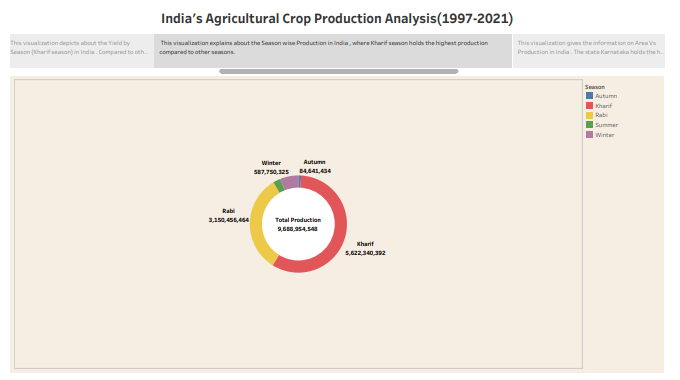 India's Agricultural Crop Production Analysis(1997-2021)
This visualization depicts about the Yield by
Season (Kharif season) in India . Compared to oth..
This visualization explains about the Season wise Production in India , where Kharif season holds the highest production
compared to other seasons.
This visualization gives the information on Area Vs
Production in India . The state Karnataka holds the h..
Season
Autumn
Kharif
Rabi
Summer
Winter
Winter
587,750,325
Autumn
84,641,434
Rabi
3,150,456,464
Total Production
9,688,954,548
Kharif
5,622,340,392